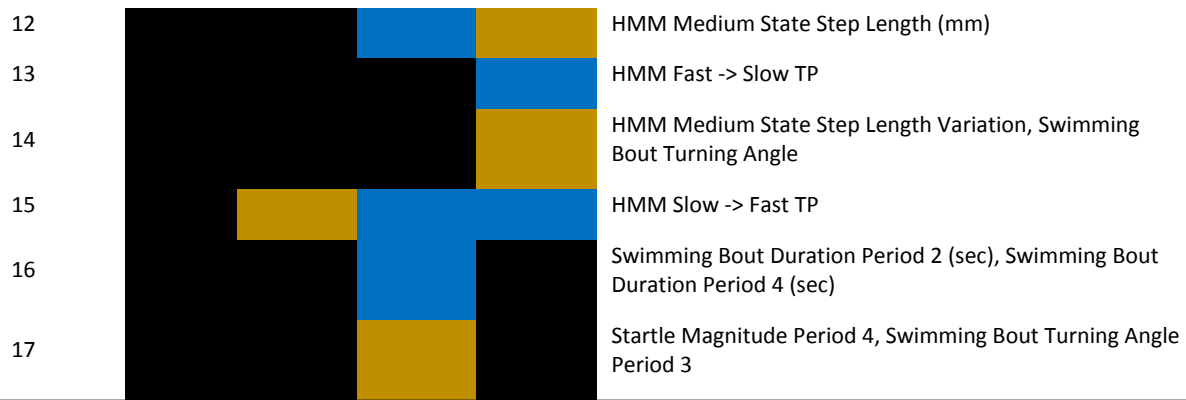 12 HMM Medium State Step Length (mm)
13 HMM Fast -> Slow TP
14 HMM Medium State Step Length Variation, Swimming
Bout Turning Angle
15 HMM Slow -> Fast TP
16 Swimming Bout Duration Period 2 (sec), Swimming Bout
Duration Period 4 (sec)
17 Startle Magnitude Period 4, Swimming Bout Turning Angle
Period 3